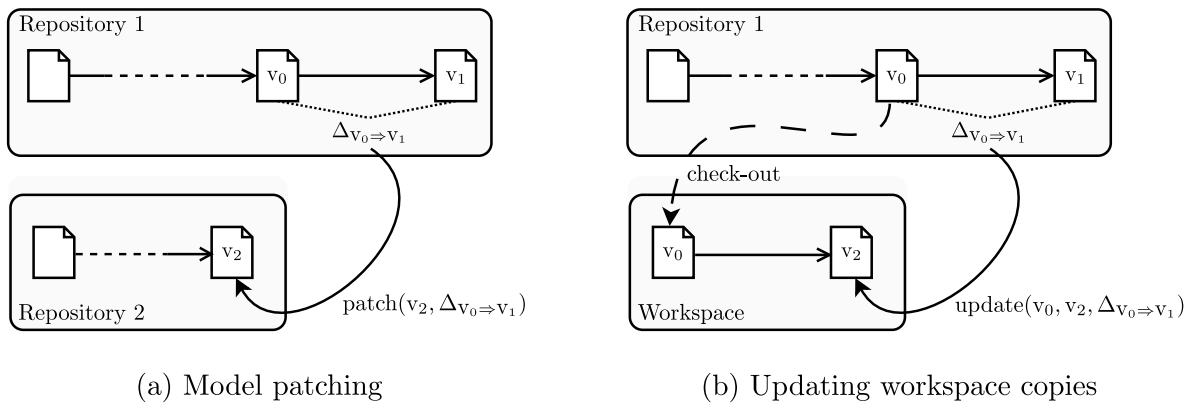 Repository 1
v₀
v₁
Δv₀⇒v₁
v₂
Repository 2
patch(v₂, Δv₀⇒v₁)
(a) Model patching
Repository 1
v₀
v₁
Δv₀⇒v₁
check-out
v₀
v₂
Workspace
update(v₀, v₂, Δv₀⇒v₁)
(b) Updating workspace copies